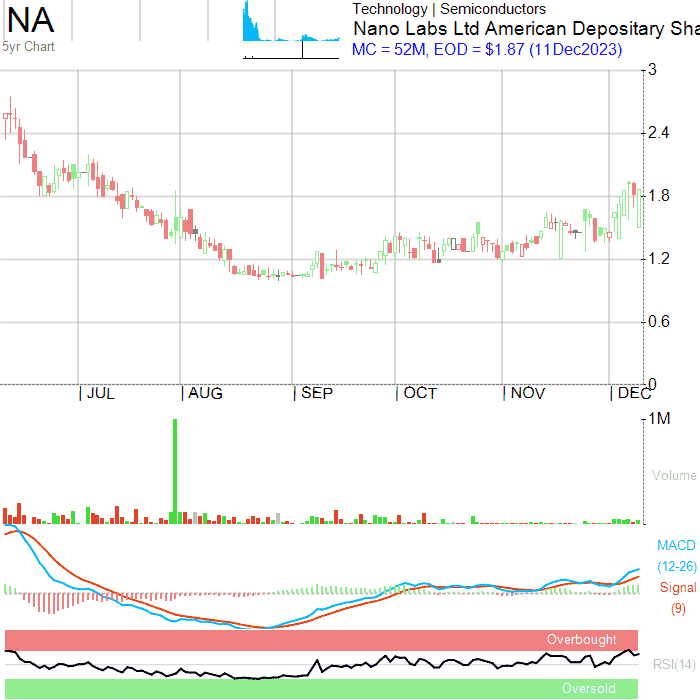 NA
5yr Chart
Technology | Semiconductors
Nano Labs Ltd American Depositary Sha
MC = 52M, EOD = $1.87 (11Dec2023)
3
2.4
1.8
1.2
0.6
0
JUL AUG SEP OCT NOV DEC
1M
Volume
MACD
(12-26)
Signal
(9)
Overbought
RSI(14)
Oversold